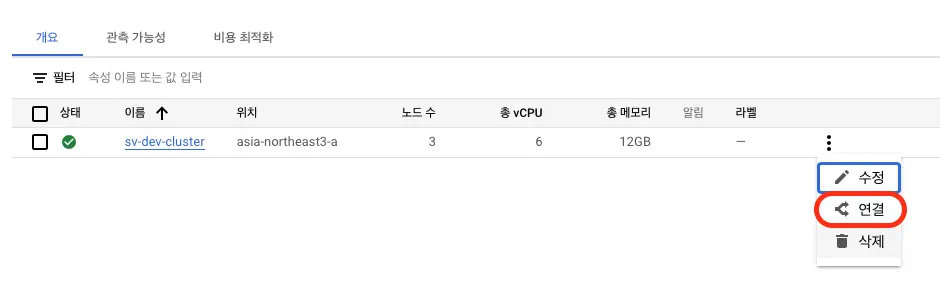 개요 관측 가능성 비용 최적화
필터 속성 이름 또는 값 입력
상태 이름 위치 노드 수 총 vCPU 총 메모리 알림 라벨
sv-dev-cluster asia-northeast3-a 3 6 12GB —
수정
연결
삭제